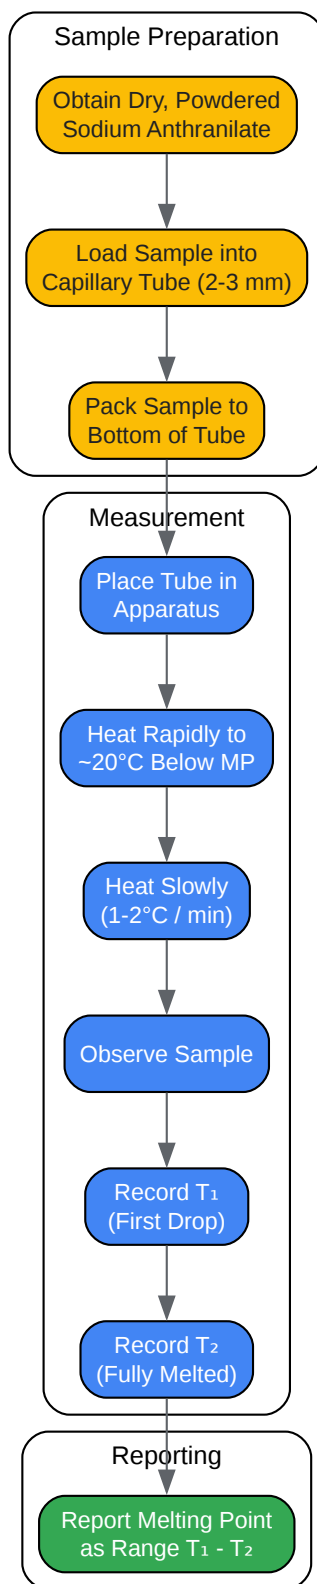 Sample Preparation
Obtain Dry, Powdered
Sodium Anthranilate
Load Sample into
Capillary Tube (2-3 mm)
Pack Sample to
Bottom of Tube
Measurement
Place Tube in
Apparatus
Heat Rapidly to
~20°C Below MP
Heat Slowly
(1-2°C / min)
Observe Sample
Record T₁
(First Drop)
Record T₂
(Fully Melted)
Reporting
Report Melting Point
as Range T₁ - T₂